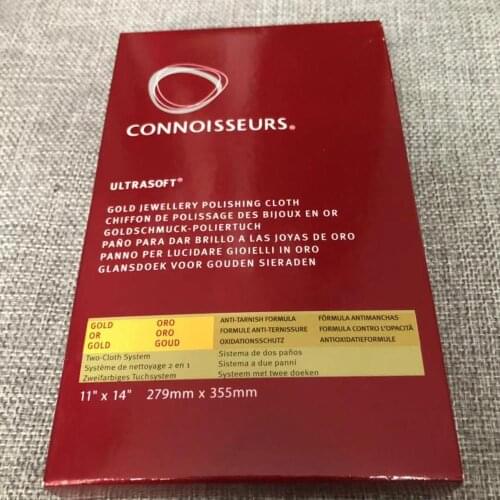 CONNOISSEURS.
ULTRASOFT®
GOLD JEWELLERY POLISHING CLOTH
CHIFFON DE POLISSAGE DES BIJOUX EN OR
GOLDSCHMUCK-POLIERTUCH
PAÑO PARA DAR BRILLO A LAS JOYAS DE ORO
PANNO PER LUCIDARE GIOIELLI IN ORO
GLANSDOEK VOOR GOUDEN SIERADEN
GOLD ORO
OR ORO
GOLD GOUD
ANTI-TARNISH FORMULA FÓRMULA ANTIMANCHAS
FORMULE ANTI-TERNISSURE FORMULA CONTRO L'OPACITÀ
OXIDATIONSSCHUTZ ANTIOXIDATIEFORMULE
Two-Cloth System Sistema de dos paños
Système de nettoyage 2 en 1 Sistema a due panni
Zweifarbiges Tuchsystem Systeem met twee doeken
11" x 14" 279mm x 355mm